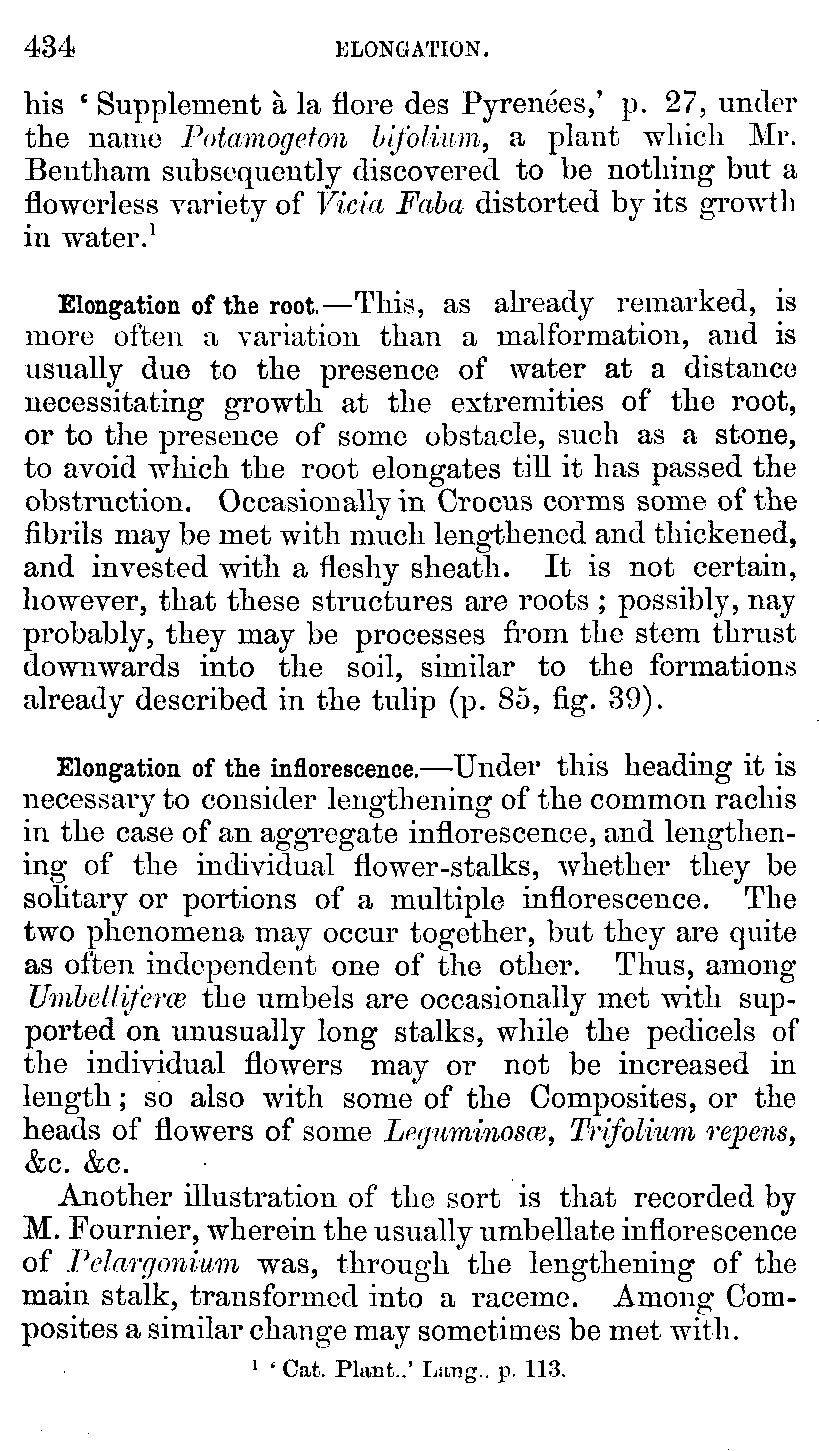 434 ELONGATION.
his ‘ Supplement à la flore des Pyrenées,’ p. 27, under
the name Potamogeton bifolium, a plant which Mr.
Bentham subsequently discovered to be nothing but a
flowerless variety of Vicia Faba distorted by its growth
in water.¹
Elongation of the root.—This, as already remarked, is
more often a variation than a malformation, and is
usually due to the presence of water at a distance
necessitating growth at the extremities of the root,
or to the presence of some obstacle, such as a stone,
to avoid which the root elongates till it has passed the
obstruction. Occasionally in Crocus corms some of the
fibrils may be met with much lengthened and thickened,
and invested with a fleshy sheath. It is not certain,
however, that these structures are roots ; possibly, nay
probably, they may be processes from the stem thrust
downwards into the soil, similar to the formations
already described in the tulip (p. 85, fig. 39).
Elongation of the inflorescence.—Under this heading it is
necessary to consider lengthening of the common rachis
in the case of an aggregate inflorescence, and lengthen-
ing of the individual flower-stalks, whether they be
solitary or portions of a multiple inflorescence. The
two phenomena may occur together, but they are quite
as often independent one of the other. Thus, among
Umbelliferæ the umbels are occasionally met with sup-
ported on unusually long stalks, while the pedicels of
the individual flowers may or not be increased in
length ; so also with some of the Composites, or the
heads of flowers of some Leguminosæ, Trifolium repens,
&c. &c.
Another illustration of the sort is that recorded by
M. Fournier, wherein the usually umbellate inflorescence
of Pelargonium was, through the lengthening of the
main stalk, transformed into a raceme. Among Com-
posites a similar change may sometimes be met with.
¹ ‘ Cat. Plant..’ Lang.. p. 113.